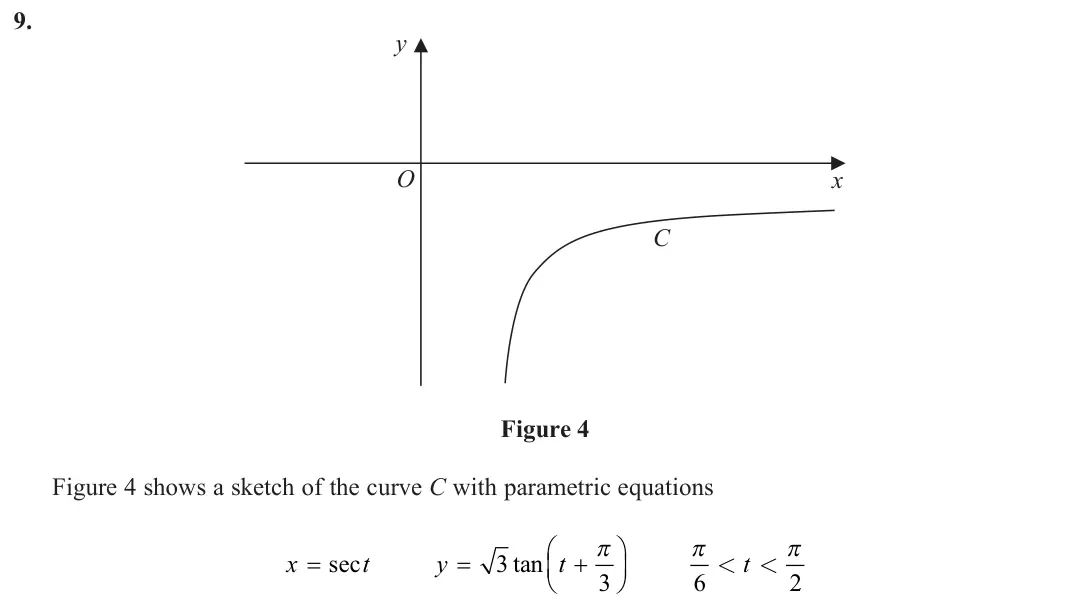 9.
y
O
x
C
Figure 4
Figure 4 shows a sketch of the curve C with parametric equations
x = sec t    y = √3 tan(t + π/3)    π/6 < t < π/2